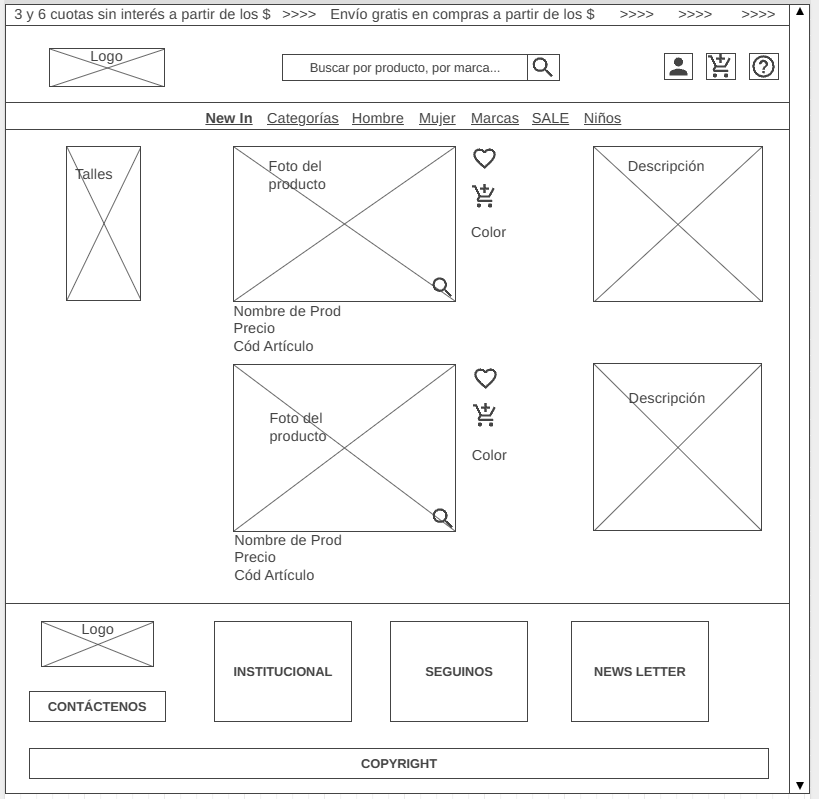 3 y 6 cuotas sin interés a partir de los $ >>>> Envío gratis en compras a partir de los $ >>>> >>>> >>>>
Logo
Buscar por producto, por marca...
New In Categorías Hombre Mujer Marcas SALE Niños
Talles
Foto del
producto
Color
Descripción
Nombre de Prod
Precio
Cód Artículo
Foto del
producto
Color
Descripción
Nombre de Prod
Precio
Cód Artículo
Logo
CONTÁCTENOS
INSTITUCIONAL
SEGUINOS
NEWS LETTER
COPYRIGHT